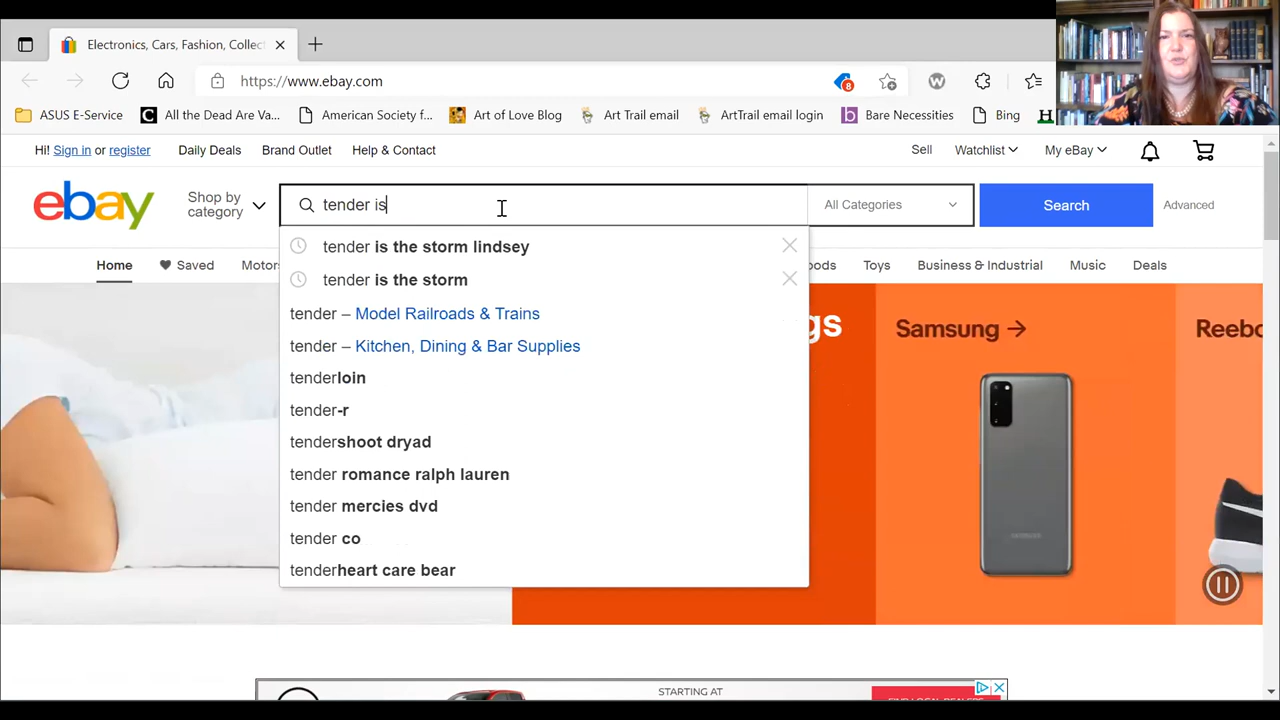 Electronics, Cars, Fashion, Collect
https://www.ebay.com
8
ASUS E-Service
All the Dead Are Va...
American Society f...
Art of Love Blog
Art Trail email
ArtTrail email login
Bare Necessities
Bing
Hi! Sign in or register
Daily Deals
Brand Outlet
Help & Contact
Sell
Watchlist
My eBay
ebay
Shop by
category
tender is
All Categories
Search
Advanced
tender is the storm lindsey
tender is the storm
tender – Model Railroads & Trains
tender – Kitchen, Dining & Bar Supplies
tenderloin
tender-r
tendershoot dryad
tender romance ralph lauren
tender mercies dvd
tender co
tenderheart care bear
Home
Saved
Motors
oods
Toys
Business & Industrial
Music
Deals
gs
Samsung →
Reebo
STARTING AT